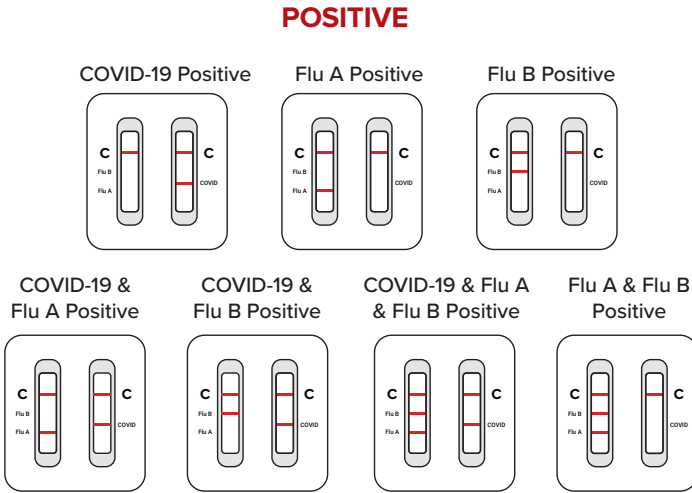 POSITIVE
COVID-19 Positive
Flu A Positive
Flu B Positive
C
C
Flu B
Flu A
COVID
C
C
Flu B
Flu A
COVID
C
C
Flu B
Flu A
COVID
COVID-19 &
Flu A Positive
COVID-19 &
Flu B Positive
COVID-19 & Flu A
& Flu B Positive
Flu A & Flu B
Positive
C
C
Flu B
Flu A
COVID
C
C
Flu B
Flu A
COVID
C
C
Flu B
Flu A
COVID
C
C
Flu B
Flu A
COVID